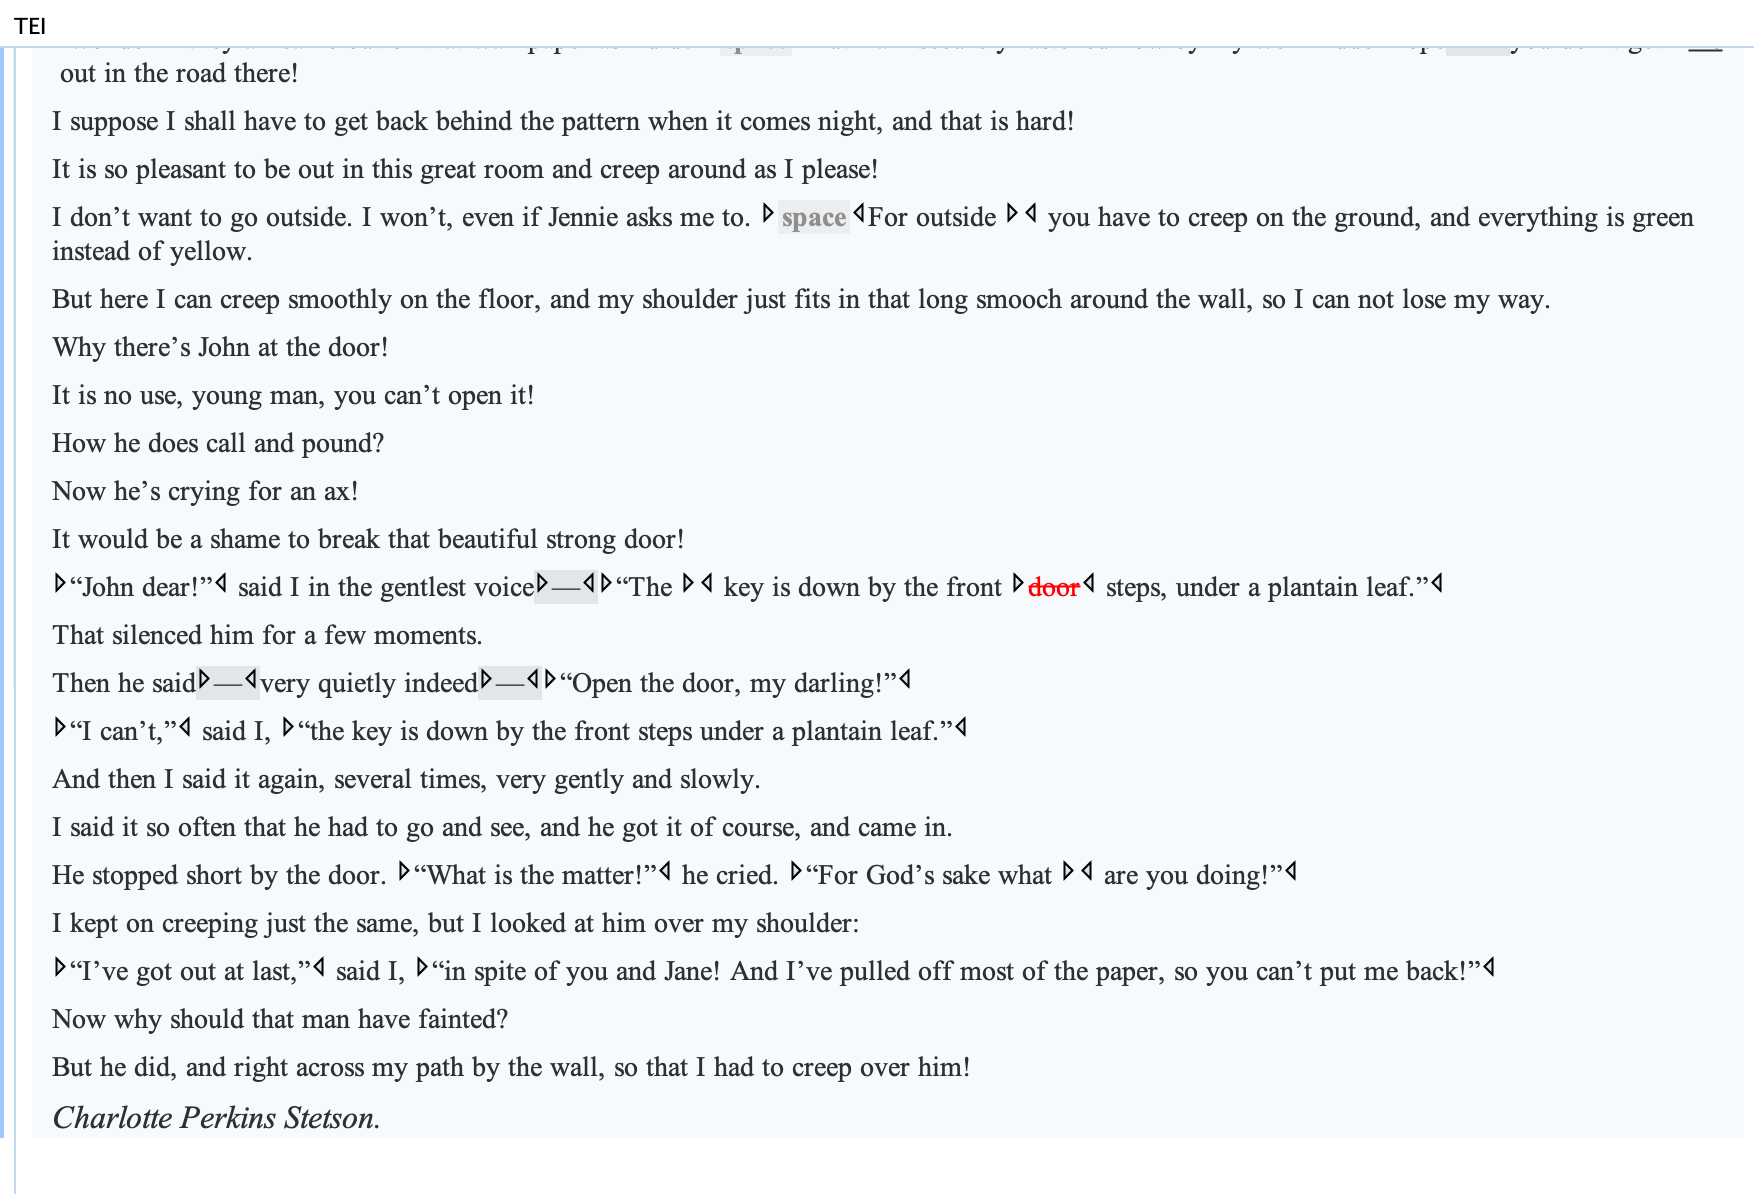 TEI
out in the road there!
I suppose I shall have to get back behind the pattern when it comes night, and that is hard!
It is so pleasant to be out in this great room and creep around as I please!
I don’t want to go outside. I won’t, even if Jennie asks me to. space For outside you have to creep on the ground, and everything is green
instead of yellow.
But here I can creep smoothly on the floor, and my shoulder just fits in that long smooch around the wall, so I can not lose my way.
Why there’s John at the door!
It is no use, young man, you can’t open it!
How he does call and pound?
Now he’s crying for an ax!
It would be a shame to break that beautiful strong door!
“John dear!” said I in the gentlest voice—“The key is down by the front door steps, under a plantain leaf.”
That silenced him for a few moments.
Then he said—very quietly indeed—“Open the door, my darling!”
“I can’t,” said I, “the key is down by the front steps under a plantain leaf.”
And then I said it again, several times, very gently and slowly.
I said it so often that he had to go and see, and he got it of course, and came in.
He stopped short by the door. “What is the matter!” he cried. “For God’s sake what are you doing!”
I kept on creeping just the same, but I looked at him over my shoulder:
“I’ve got out at last,” said I, “in spite of you and Jane! And I’ve pulled off most of the paper, so you can’t put me back!”
Now why should that man have fainted?
But he did, and right across my path by the wall, so that I had to creep over him!
Charlotte Perkins Stetson.